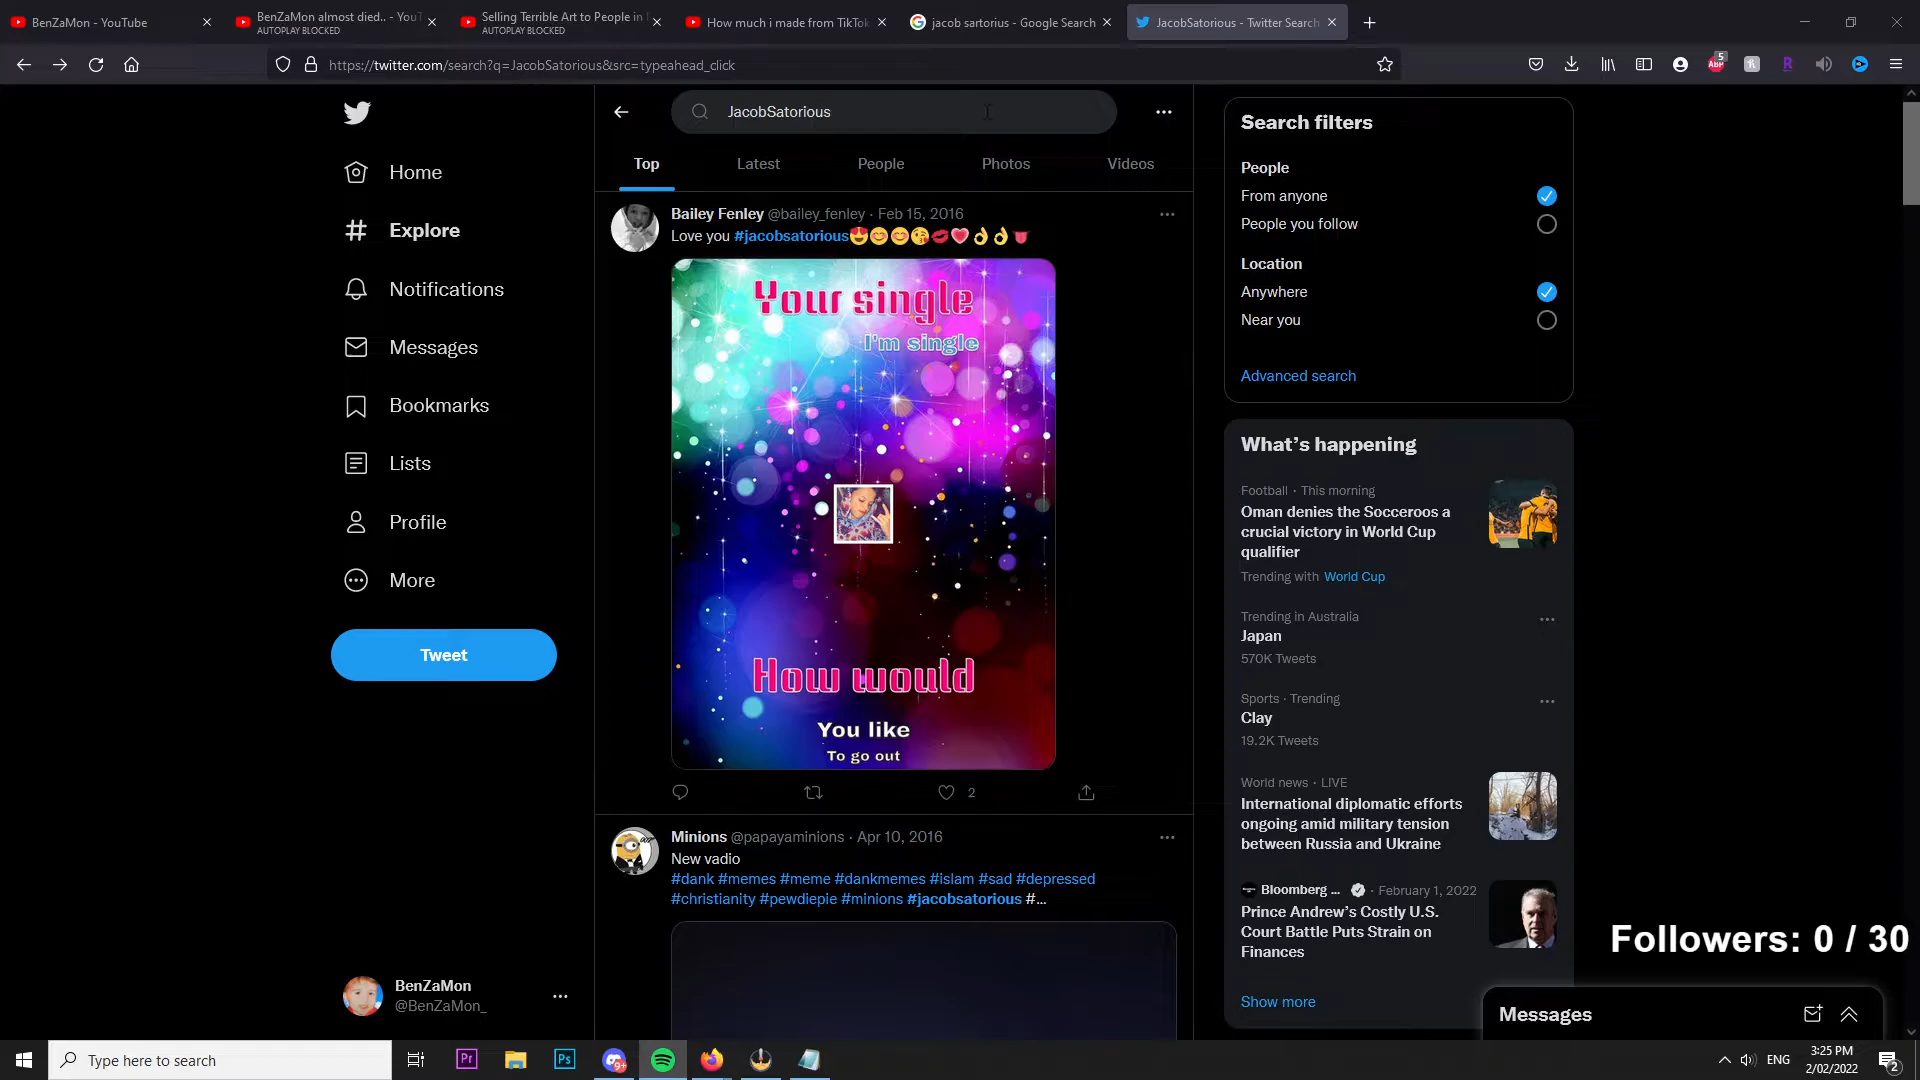 BenZaMon - YouTube
BenZaMon almost died.. - You
AUTOPLAY BLOCKED
Selling Terrible Art to People in
AUTOPLAY BLOCKED
How much i made from TikTok
jacob sartorius - Google Search
JacobSatorious - Twitter Search
https://twitter.com/search?q=JacobSatorious&src=typeahead_click
5
ABP
JacobSatorious
Top
Latest
People
Photos
Videos
Home
Explore
Notifications
Messages
Bookmarks
Lists
Profile
More
Tweet
BenZaMon
@BenZaMon_
Bailey Fenley @bailey_fenley · Feb 15, 2016
Love you #jacobsatorious😍😊😊😘💋💗👌👌👅
Your single
I'm single
How would
You like
To go out
2
Minions @papayaminions · Apr 10, 2016
New vadio
#dank #memes #meme #dankmemes #islam #sad #depressed
#christianity #pewdiepie #minions #jacobsatorious #...
Search filters
People
From anyone
People you follow
Location
Anywhere
Near you
Advanced search
What's happening
Football · This morning
Oman denies the Socceroos a
crucial victory in World Cup
qualifier
Trending with World Cup
Trending in Australia
Japan
570K Tweets
Sports · Trending
Clay
19.2K Tweets
World news · LIVE
International diplomatic efforts
ongoing amid military tension
between Russia and Ukraine
Bloomberg ... · February 1, 2022
Prince Andrew's Costly U.S.
Court Battle Puts Strain on
Finances
Show more
Followers: 0 / 30
Messages
Type here to search
Pr
Ps
9+
ENG
3:25 PM
2/02/2022
2